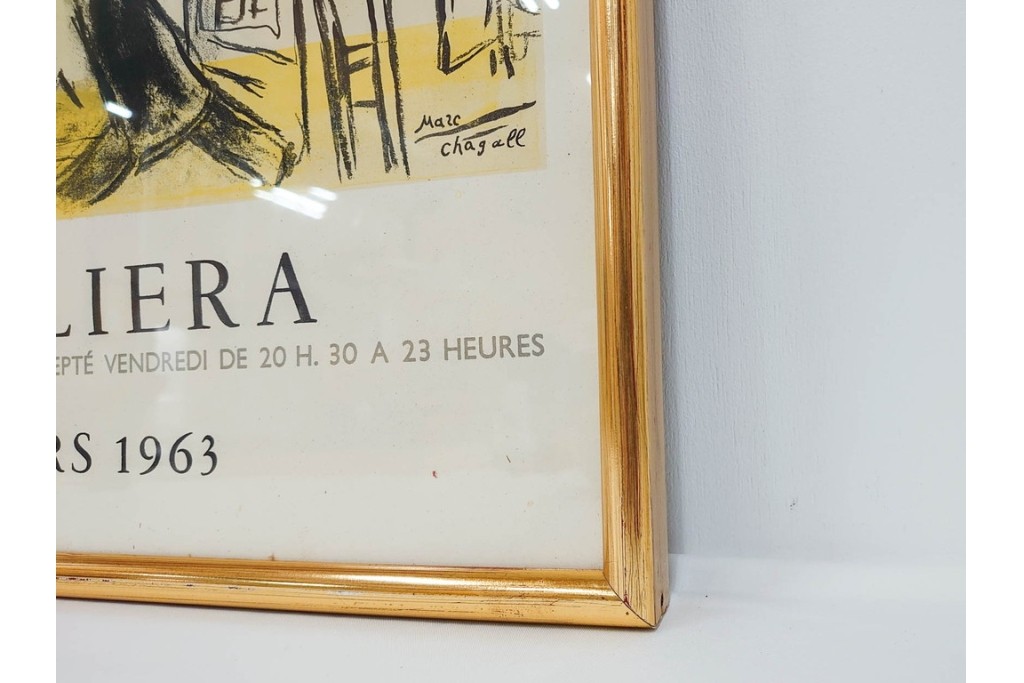 Marc
Chagall
LIERA
EPTÉ VENDREDI DE 20 H. 30 A 23 HEURES
RS 1963